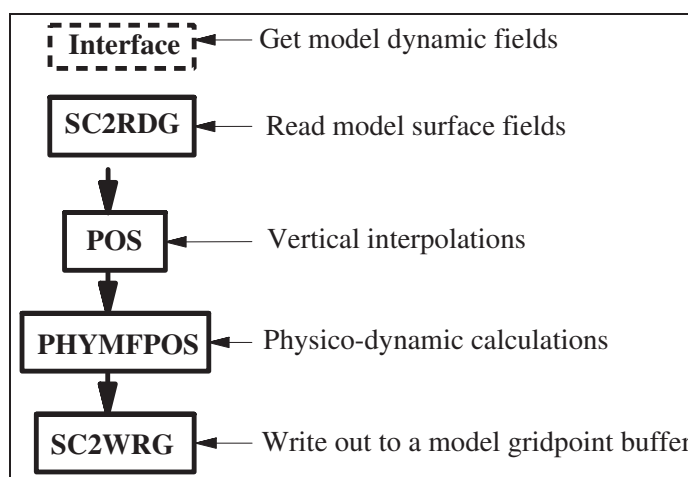 Interface Get model dynamic fields
SC2RDG Read model surface fields
POS Vertical interpolations
PHYMFPOS Physico-dynamic calculations
SC2WRG Write out to a model gridpoint buffer